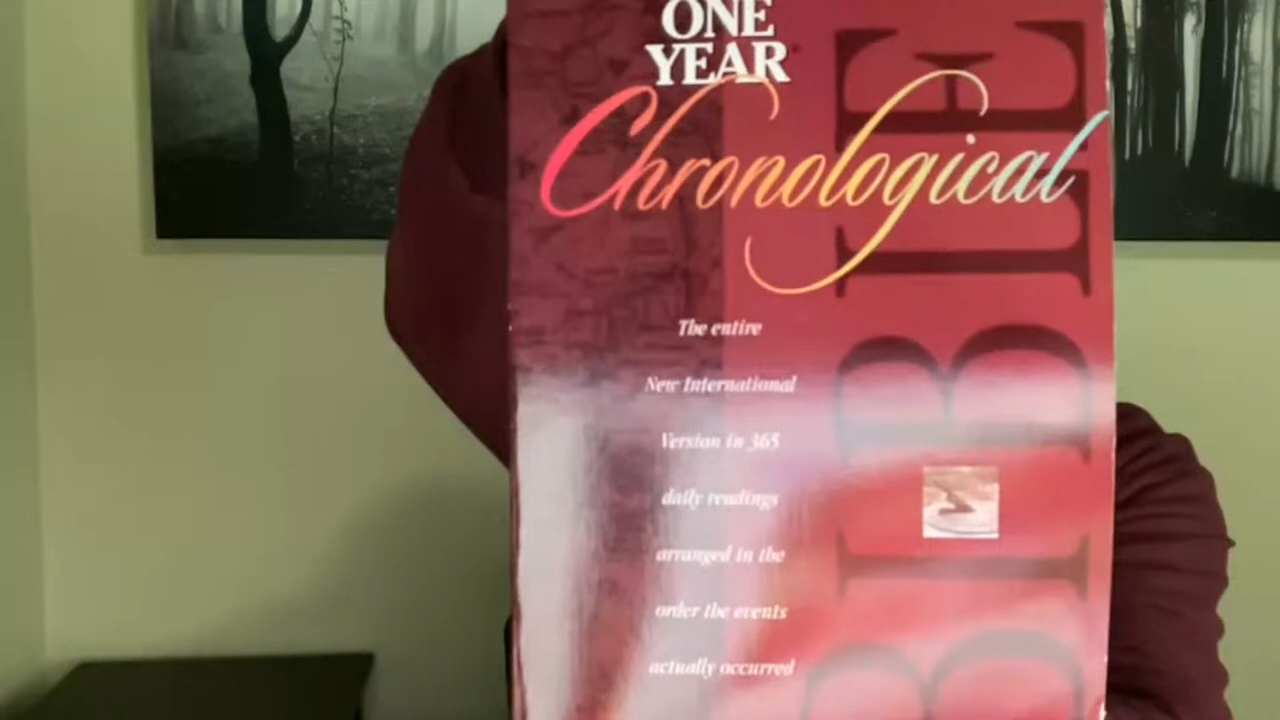 ONE
YEAR
Chronological
BIBLE
The entire
New International
Version in 365
daily readings
arranged in the
order the events
actually occurred